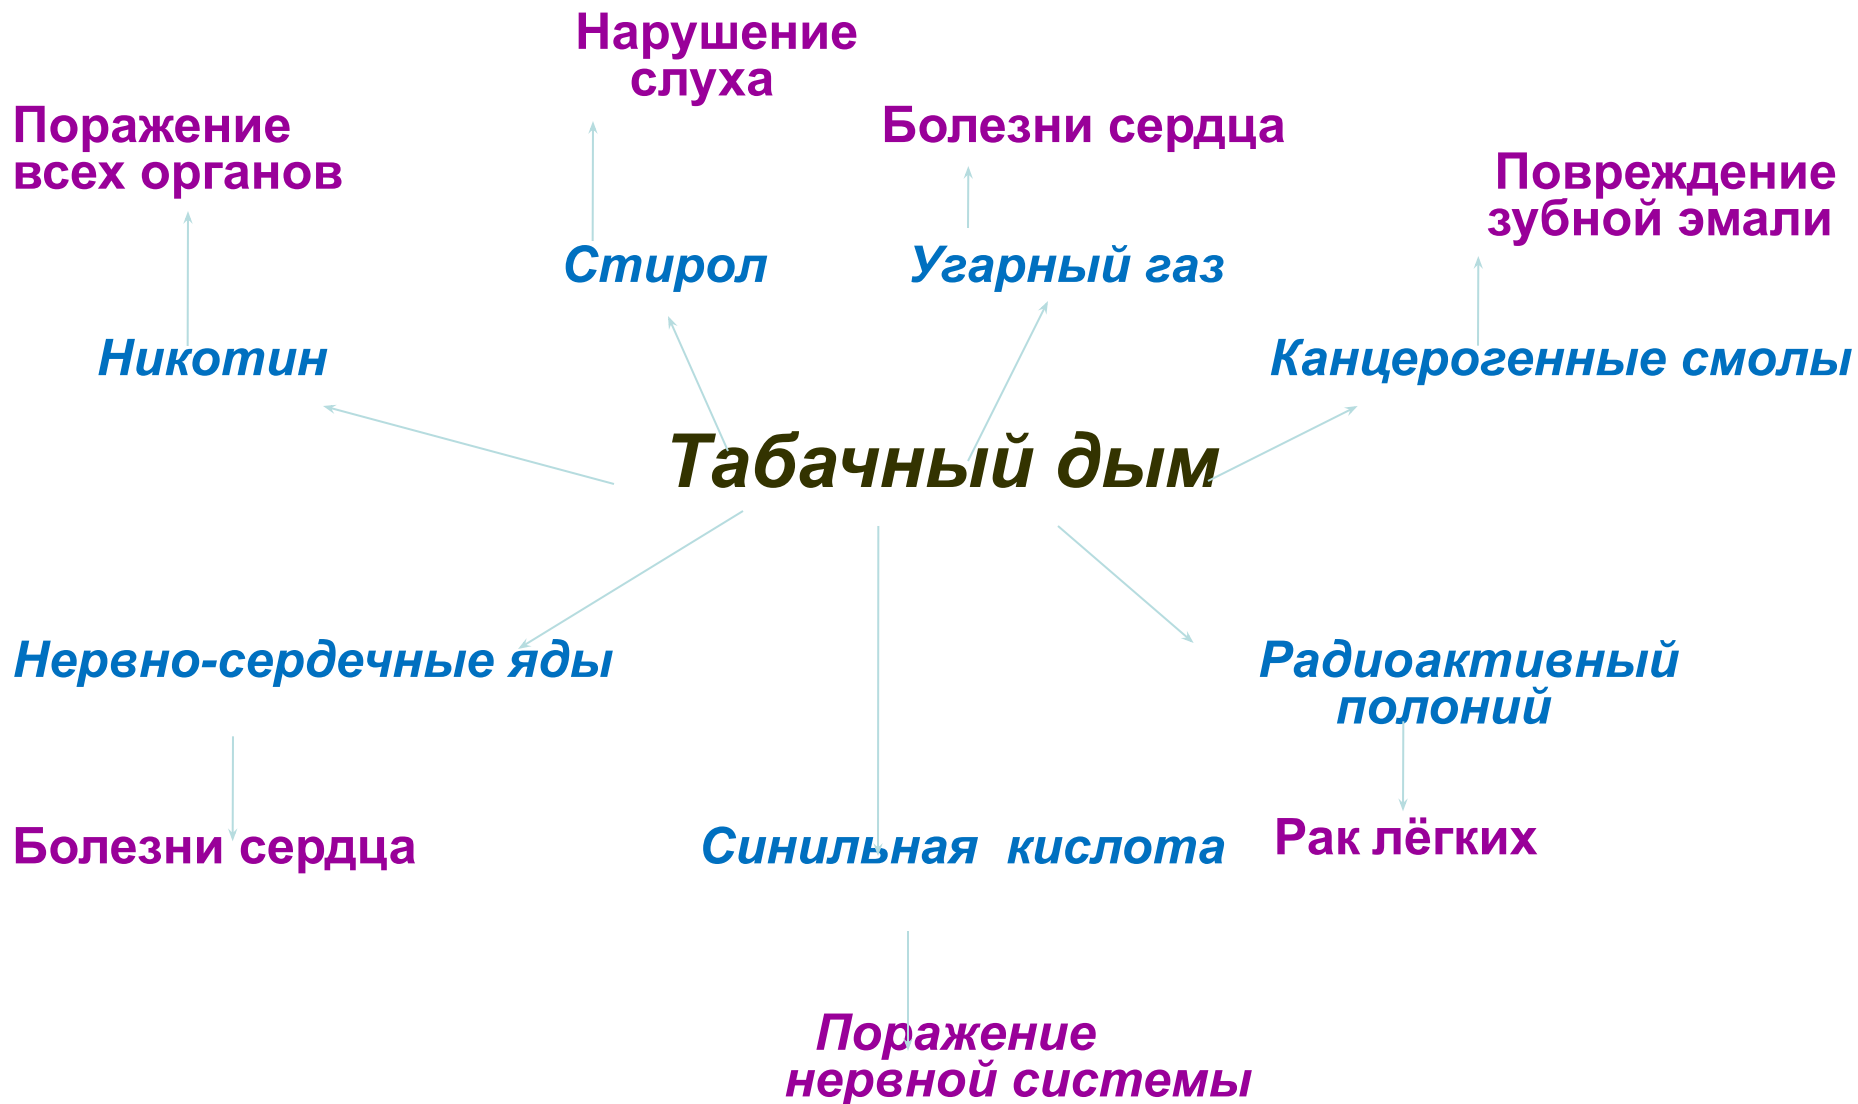 Нарушение
слуха
Поражение
всех органов
Болезни сердца
Повреждение
зубной эмали
Стирол
Угарный газ
Никотин
Канцерогенные смолы
Табачный дым
Нервно-сердечные яды
Радиоактивный
полоний
Болезни сердца
Синильная кислота
Рак лёгких
Поражение
нервной системы